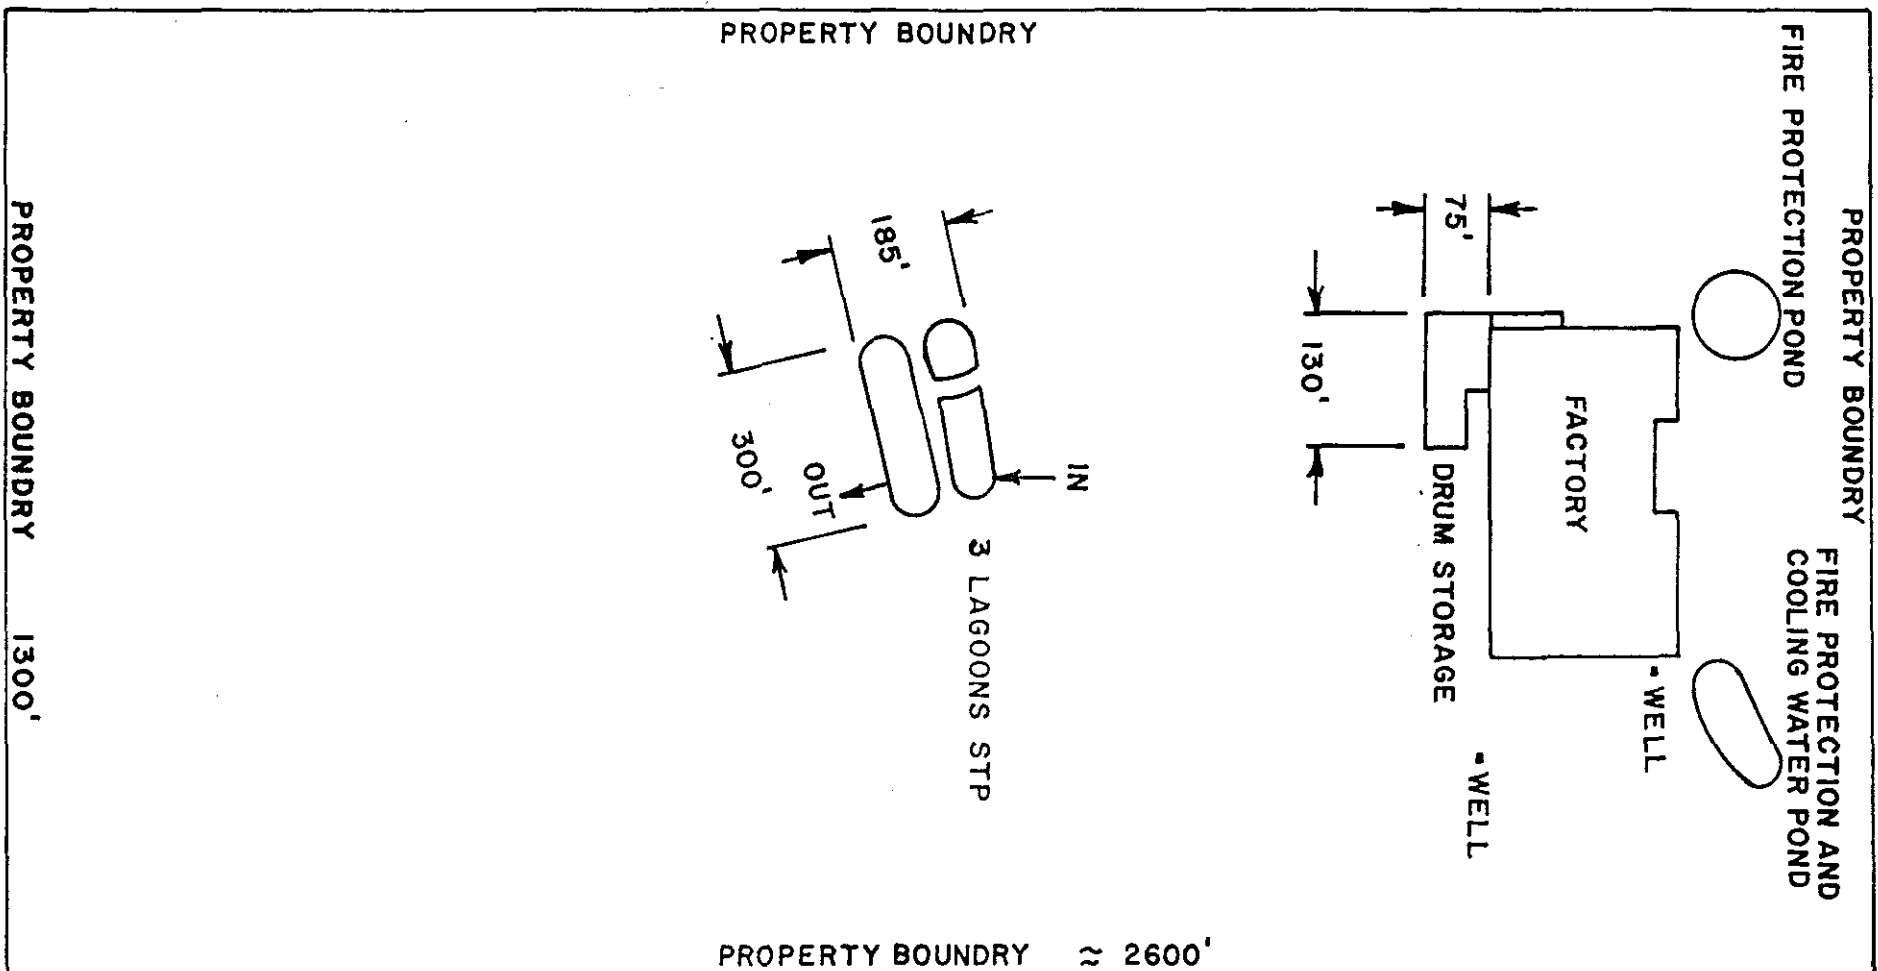 PROPERTY BOUNDRY
PROPERTY BOUNDRY
FIRE PROTECTION POND
FIRE PROTECTION AND
COOLING WATER POND
75'
130'
FACTORY
DRUM STORAGE
WELL
WELL
185'
300'
IN
OUT
3 LAGOONS STP
PROPERTY BOUNDRY 1300'
PROPERTY BOUNDRY ≈ 2600'